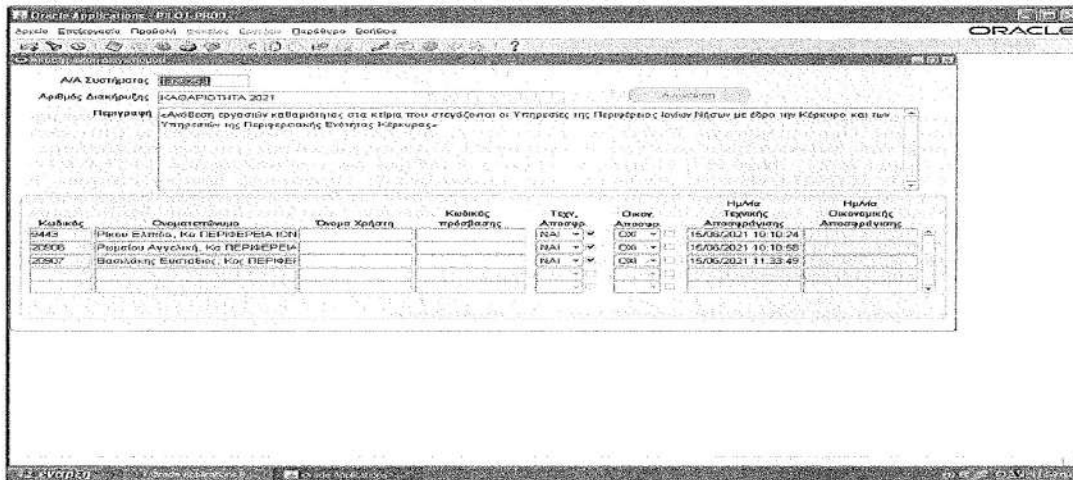 Oracle Applications - PILOT-PROD
Αρχείο Επεξεργασία Προβολή Παράθυρο Βοήθεια
ORACLE
Α/Α Συστήματος
Αριθμός Διακήρυξης ΚΑΘΑΡΙΟΤΗΤΑ 2021
Περιγραφή «Ανάθεση εργασιών καθαριότητας στα κτίρια που στεγάζονται οι Υπηρεσίες της Περιφέρειας Ιονίων Νήσων με έδρα την Κέρκυρα και των
Υπηρεσιών της Περιφερειακής Ενότητας Κέρκυρας»
Κωδικός Ονοματεπώνυμο Όνομα Χρήστη Κωδικός πρόσβασης Τεχν. Αποσφρ. Οικον. Αποσφρ. Ημ/νία Τεχνικής Αποσφράγισης Ημ/νία Οικονομικής Αποσφράγισης
9443 Ρίκου Ελπίδα, Κα ΠΕΡΙΦΕΡΕΙΑ ΙΟΝ ΝΑΙ ΟΧΙ 15/06/2021 10:10:24
20906 Ρωμαίου Αγγελική, Κα ΠΕΡΙΦΕΡΕΙΑ ΝΑΙ ΟΧΙ 15/06/2021 10:10:58
20907 Βασιλάκης Ευστάθιος, Κος ΠΕΡΙΦΕΙ ΝΑΙ ΟΧΙ 15/06/2021 11:33:49
έναρξη